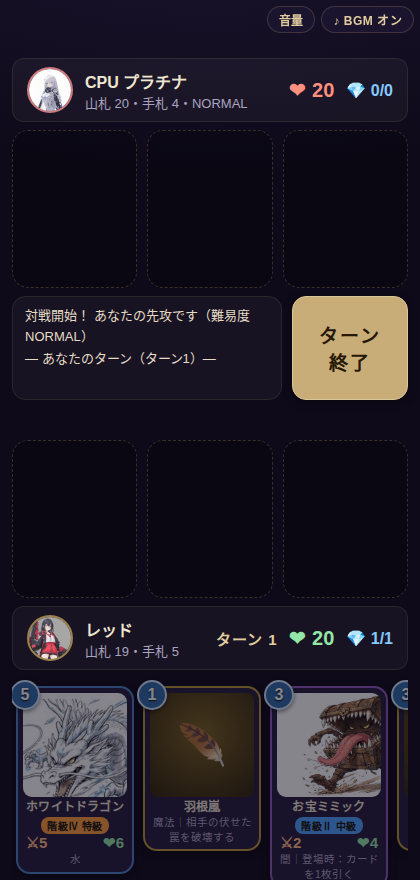 音量
♪ BGM オン
CPU プラチナ
山札 20・手札 4・NORMAL
❤ 20
💎 0/0
対戦開始！ あなたの先攻です（難易度
NORMAL）
— あなたのターン（ターン1）—
ターン
終了
レッド
山札 19・手札 5
ターン 1
❤ 20
💎 1/1
5
ホワイトドラゴン
階級Ⅳ 特級
⚔5
❤6
水
1
羽根嵐
魔法｜相手の伏せた
罠を破壊する
3
お宝ミミック
階級Ⅱ 中級
⚔2
❤4
闇｜登場時：カード
を1枚引く
3